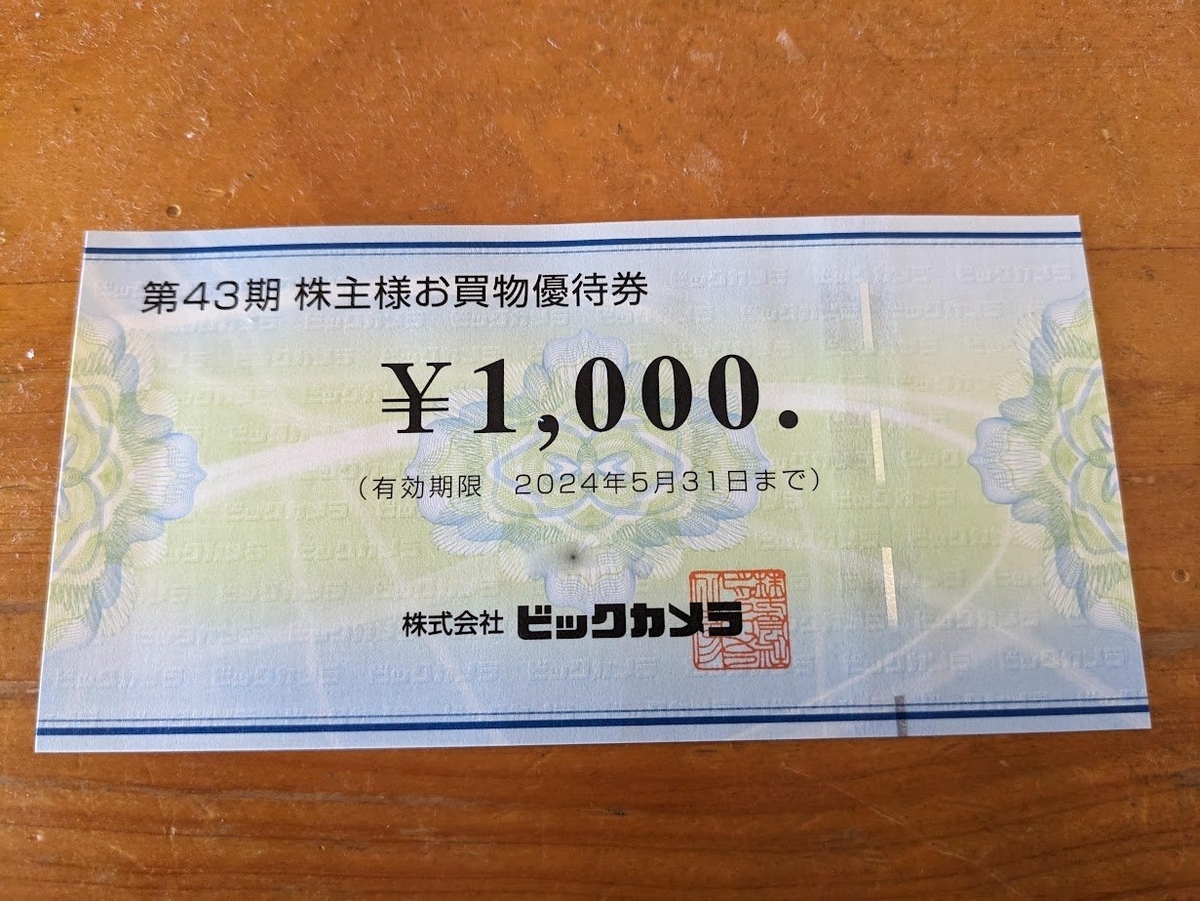 第43期 株主様お買物優待券
¥1,000.
(有効期限 2024年5月31日まで)
株式会社 ビックカメラ